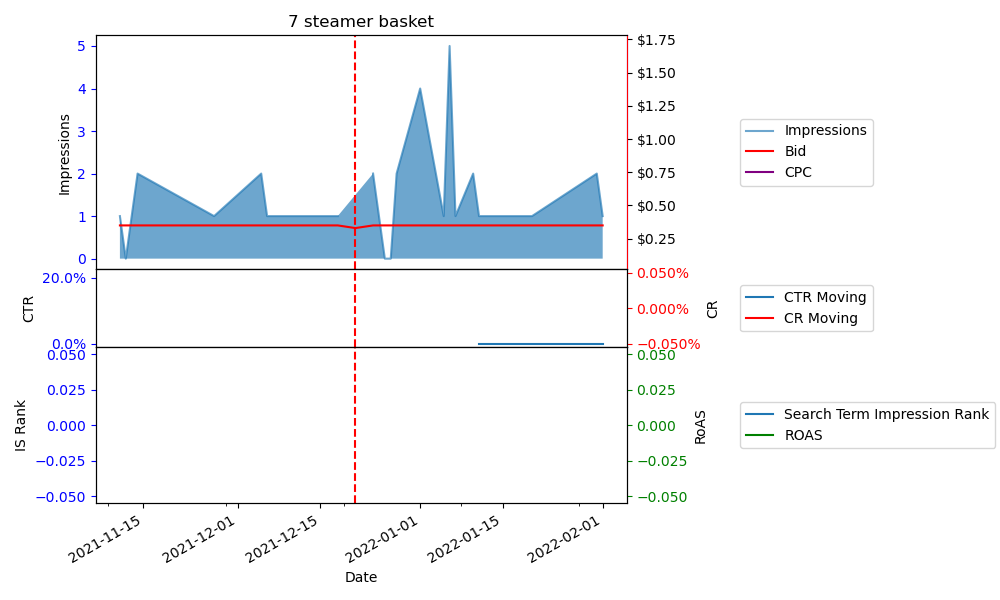 7 steamer basket
Impressions
5
4
3
2
1
0
$1.75
$1.50
$1.25
$1.00
$0.75
$0.50
$0.25
Impressions
Bid
CPC
CTR
20.0%
0.0%
0.050%
0.000%
−0.050%
CR
CTR Moving
CR Moving
IS Rank
0.050
0.025
0.000
−0.025
−0.050
0.050
0.025
0.000
−0.025
−0.050
RoAS
Search Term Impression Rank
ROAS
2021-11-15
2021-12-01
2021-12-15
2022-01-01
2022-01-15
2022-02-01
Date